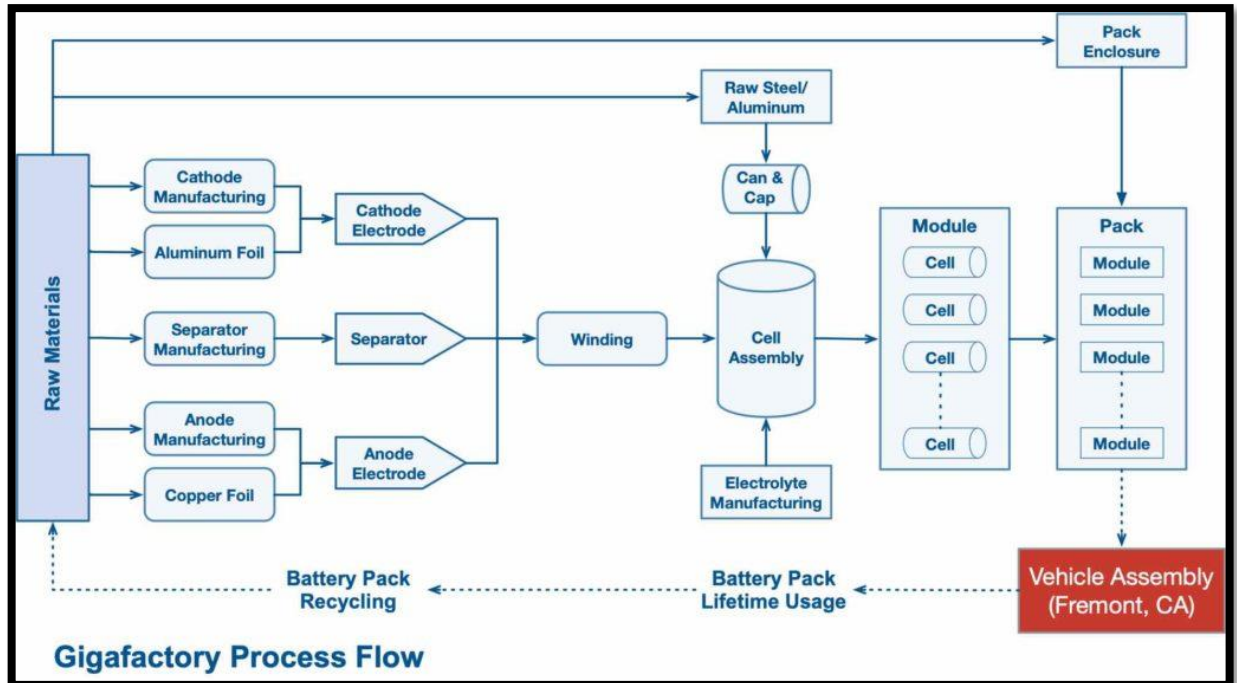 Pack
Enclosure
Raw Steel/
Aluminum
Can &
Cap
Raw Materials
Cathode
Manufacturing
Aluminum Foil
Cathode
Electrode
Separator
Manufacturing
Separator
Anode
Manufacturing
Copper Foil
Anode
Electrode
Winding
Cell
Assembly
Electrolyte
Manufacturing
Module
Cell
Cell
Cell
Cell
Pack
Module
Module
Module
Module
Vehicle Assembly
(Fremont, CA)
Battery Pack
Lifetime Usage
Battery Pack
Recycling
Gigafactory Process Flow